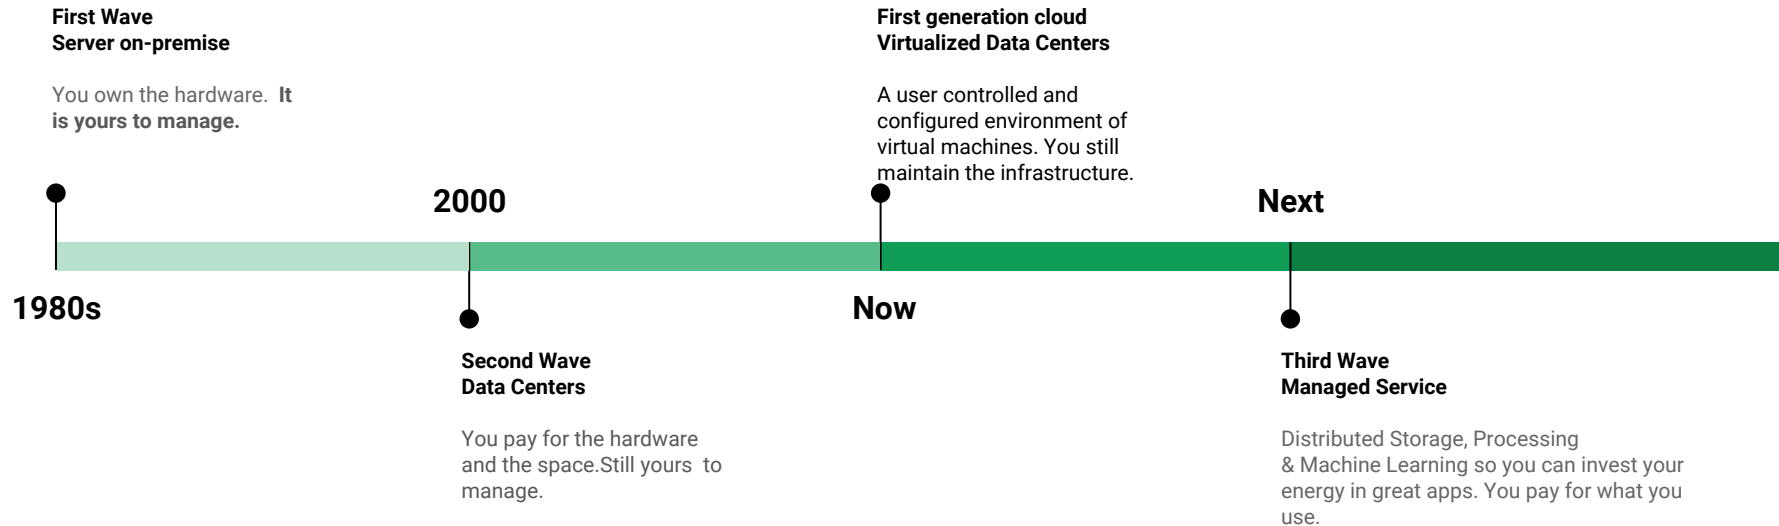 First Wave
Server on-premise
You own the hardware.  It
is yours to manage.
First generation cloud
Virtualized Data Centers
A user controlled and
configured environment of
virtual machines. You still
maintain the infrastructure.
2000
Next
1980s
Now
Second Wave
Data Centers
You pay for the hardware
and the space.Still yours  to
manage.
Third Wave
Managed Service
Distributed Storage, Processing
& Machine Learning so you can invest your
energy in great apps. You pay for what you
use.